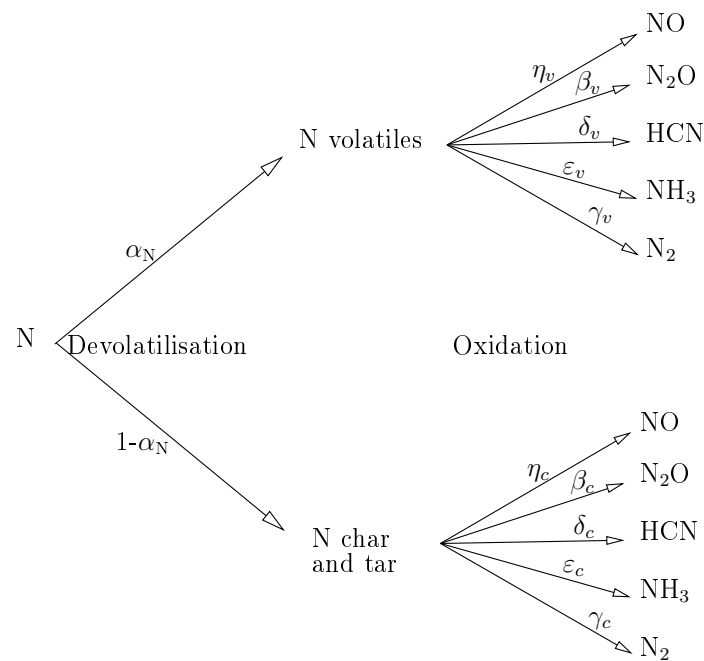 NO
η_v
N₂O
β_v
δ_v
HCN
N volatiles
ε_v
NH₃
γ_v
N₂
α_N
N
Devolatilisation
Oxidation
NO
1-α_N
η_c
N₂O
β_c
δ_c
HCN
N char
and tar
ε_c
NH₃
γ_c
N₂